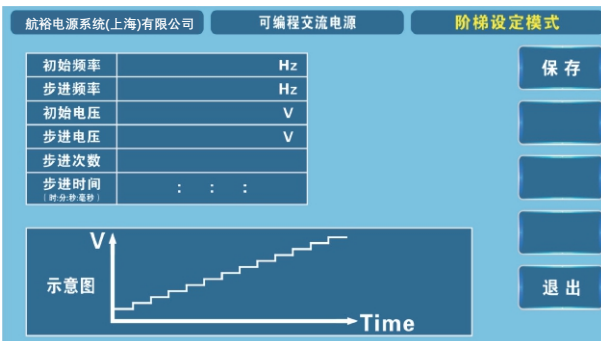 航裕电源系统(上海)有限公司 可编程交流电源 阶梯设定模式
初始频率 Hz
步进频率 Hz
初始电压 V
步进电压 V
步进次数
步进时间 : : :
(时:分:秒:毫秒)
保存
V
示意图
Time
退出